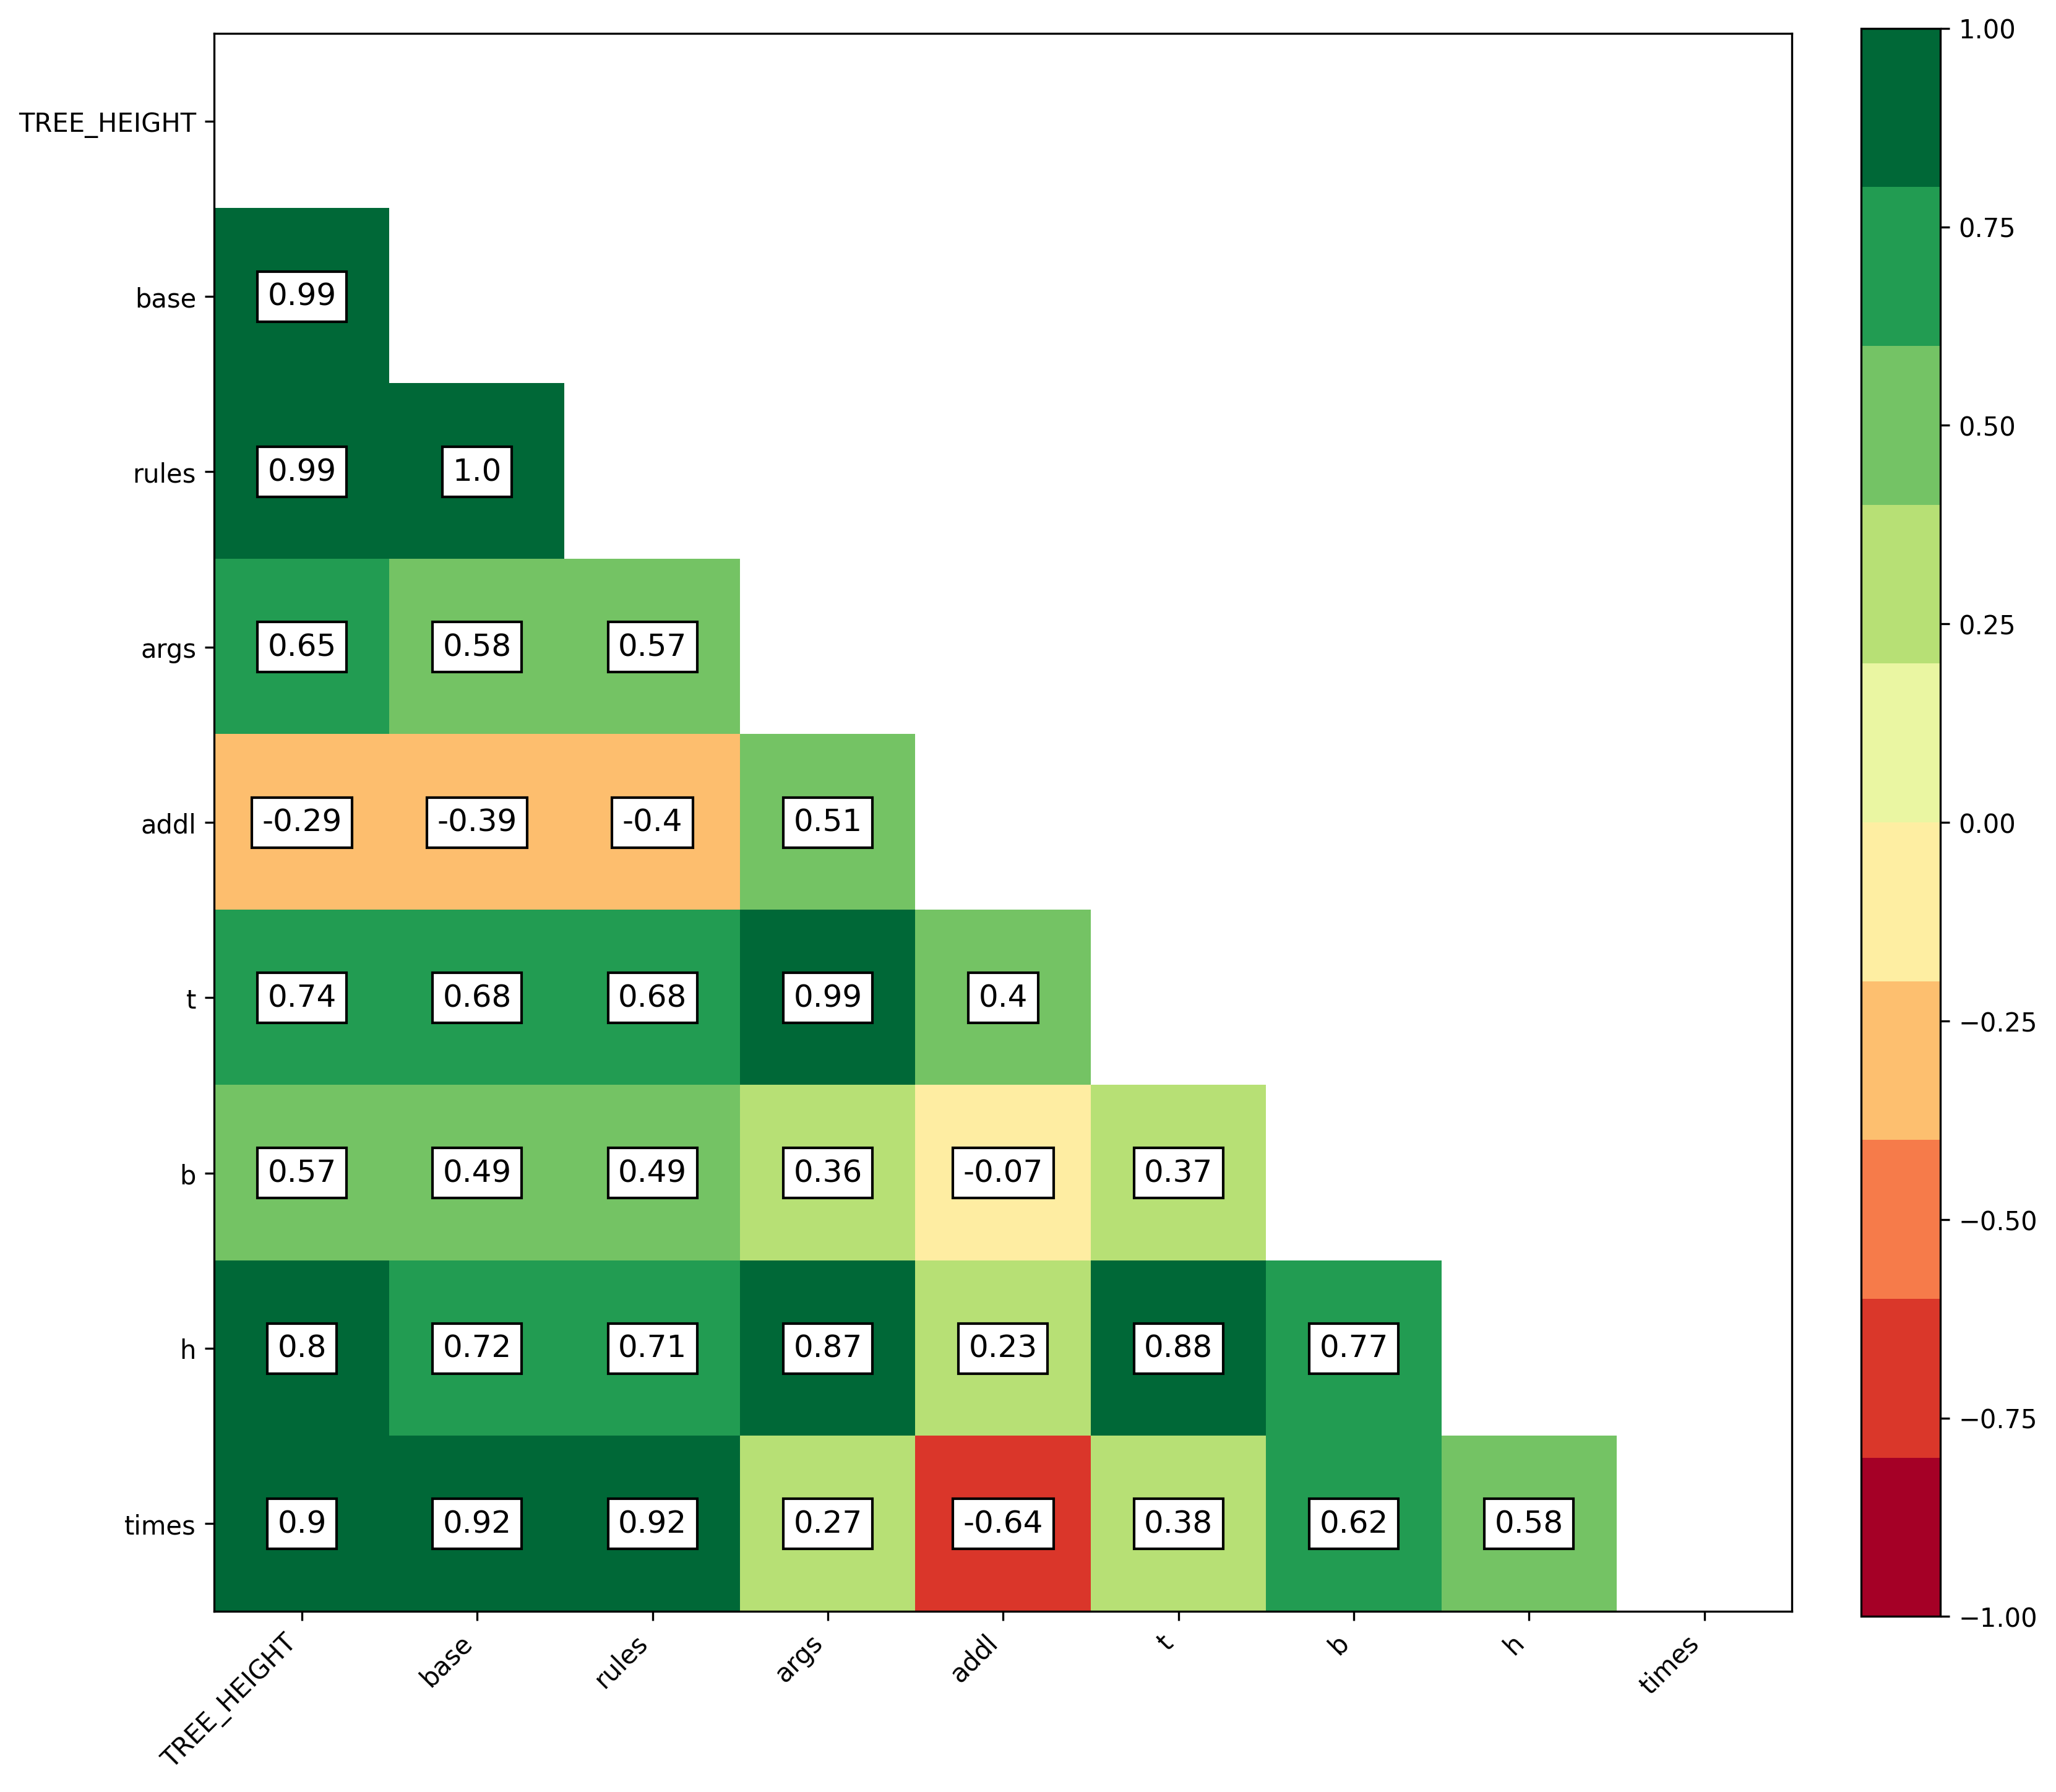 TREE_HEIGHT
base 0.99
rules 0.99 1.0
args 0.65 0.58 0.57
addl -0.29 -0.39 -0.4 0.51
t 0.74 0.68 0.68 0.99 0.4
b 0.57 0.49 0.49 0.36 -0.07 0.37
h 0.8 0.72 0.71 0.87 0.23 0.88 0.77
times 0.9 0.92 0.92 0.27 -0.64 0.38 0.62 0.58
TREE_HEIGHT base rules args addl t b h times
1.00
0.75
0.50
0.25
0.00
−0.25
−0.50
−0.75
−1.00